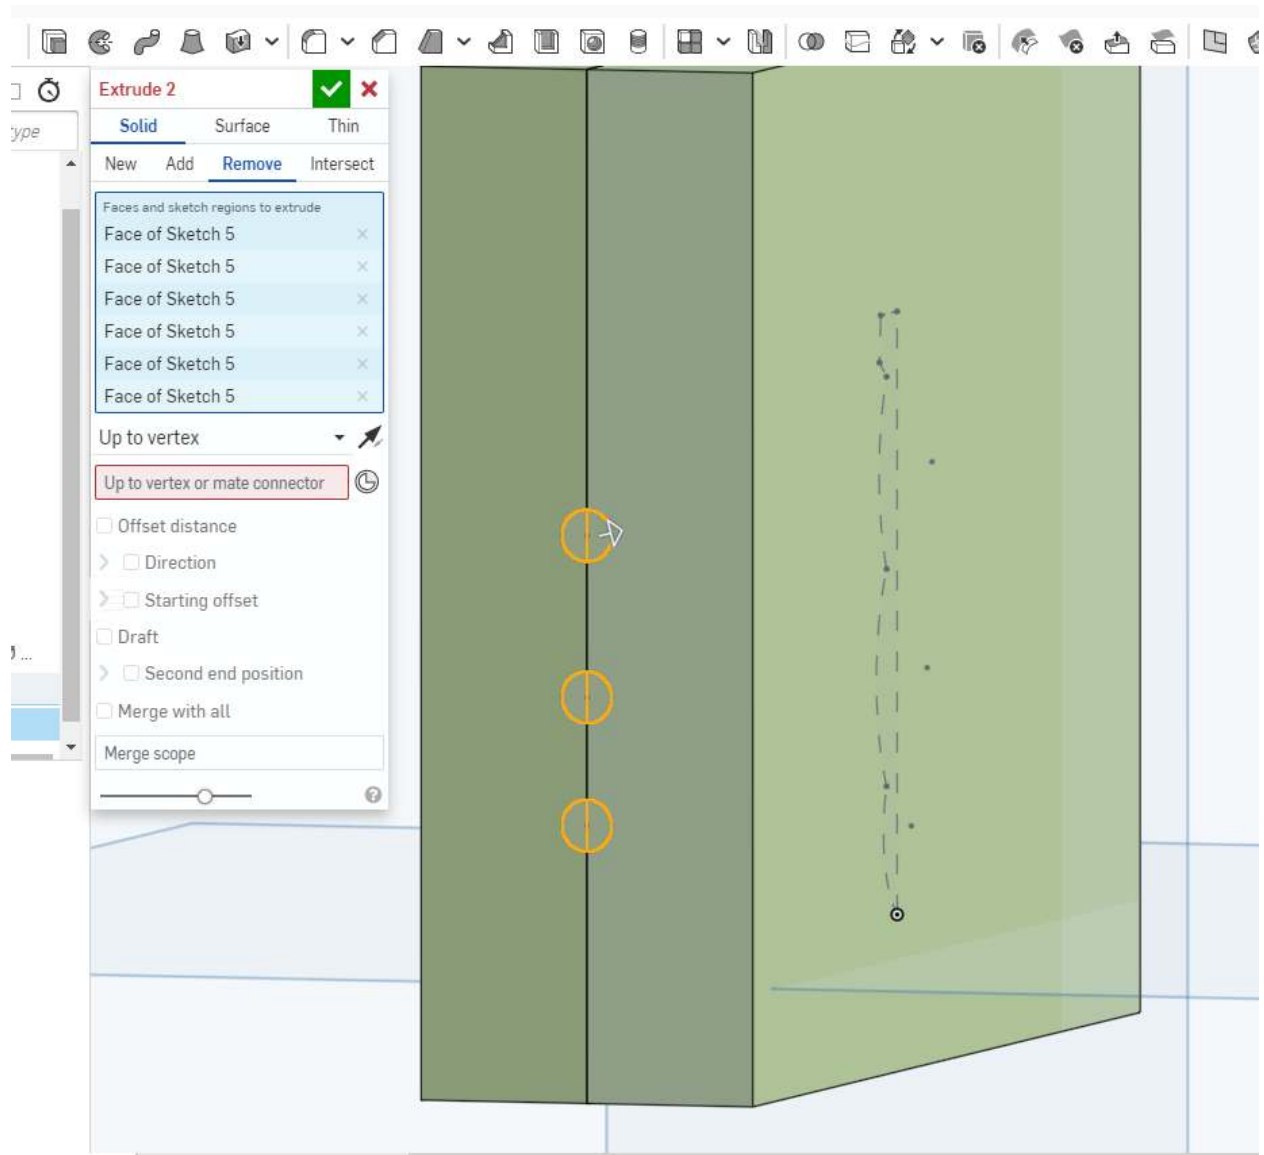 Extrude 2
type
Solid Surface Thin
New Add Remove Intersect
Faces and sketch regions to extrude
Face of Sketch 5
Face of Sketch 5
Face of Sketch 5
Face of Sketch 5
Face of Sketch 5
Face of Sketch 5
Up to vertex
Up to vertex or mate connector
Offset distance
Direction
Starting offset
Draft
...
Second end position
Merge with all
Merge scope